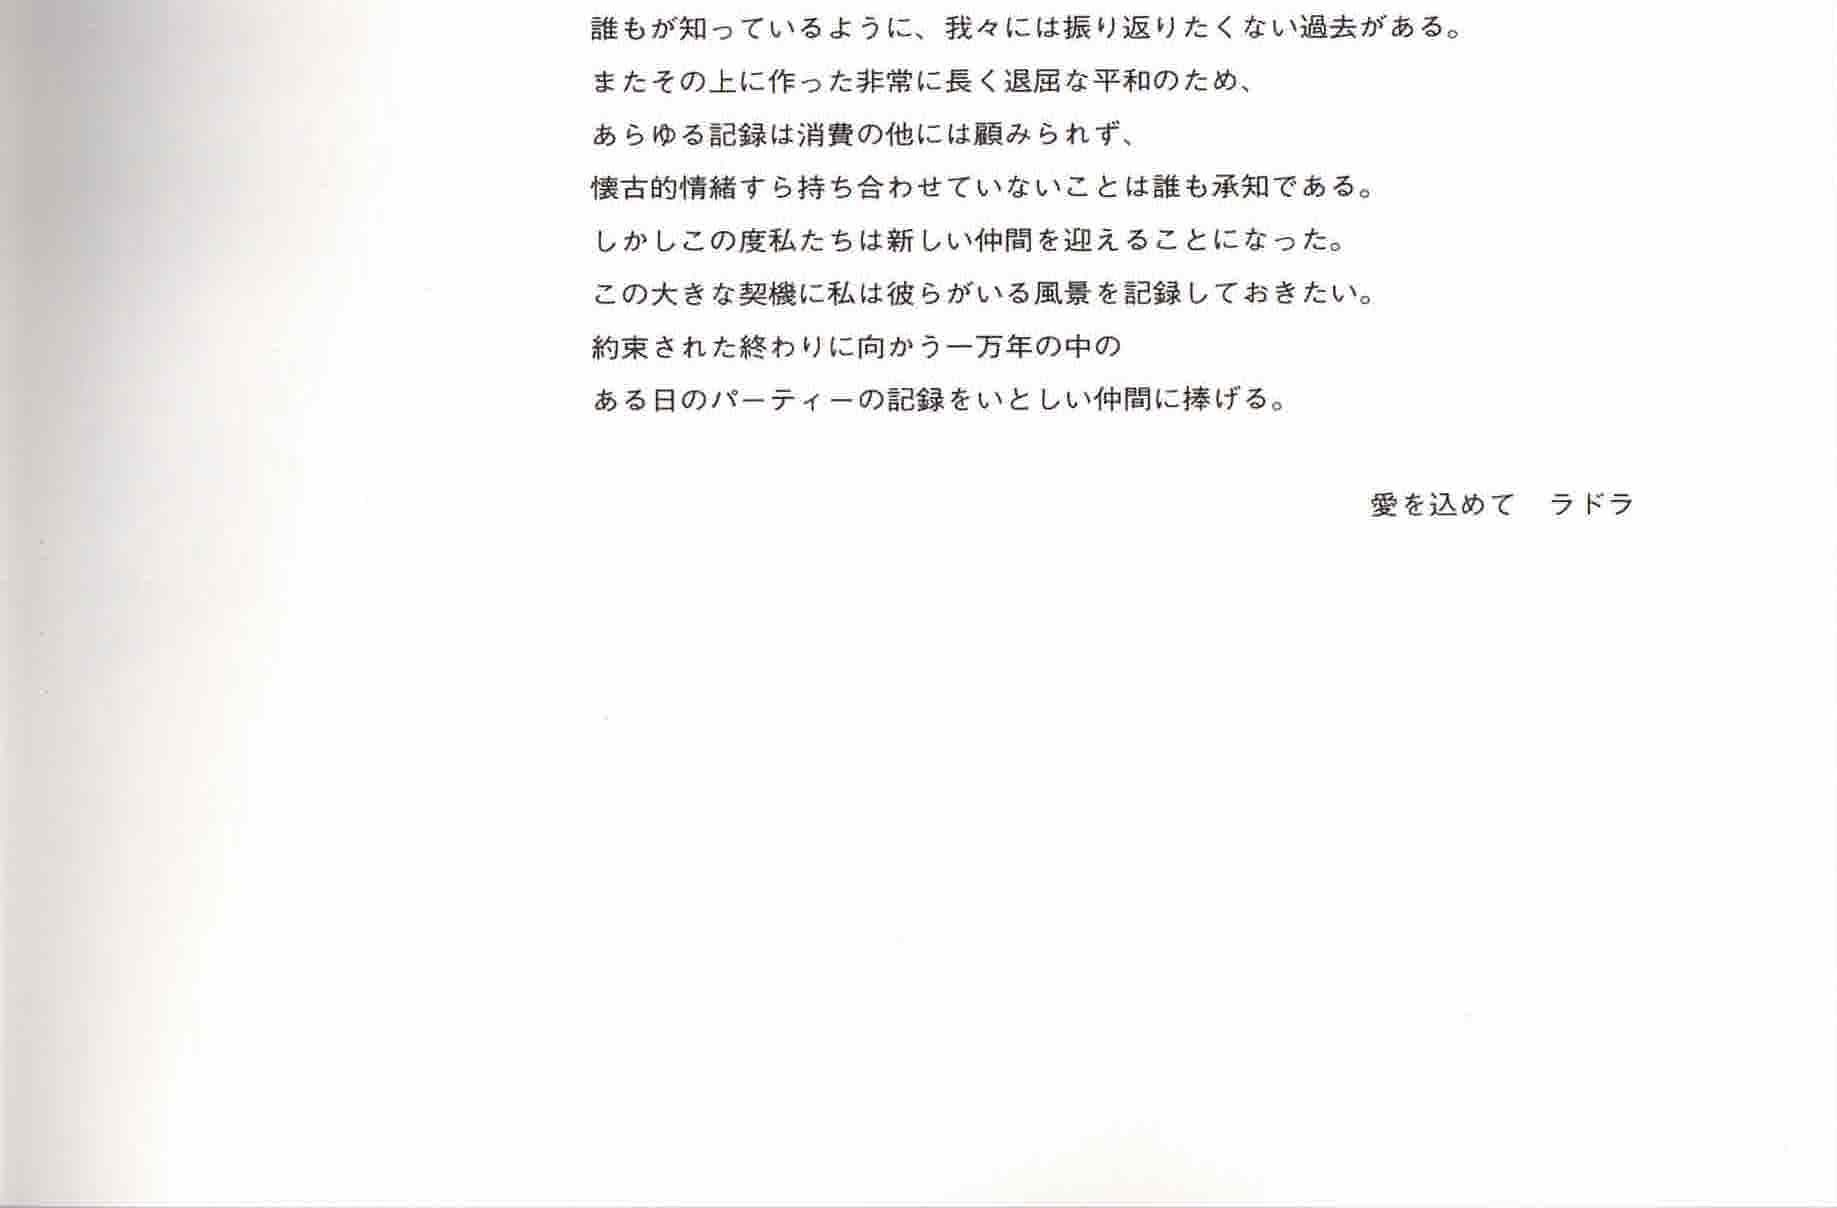 誰もが知っているように、我々には振り返りたくない過去がある。
またその上に作った非常に長く退屈な平和のため、
あらゆる記録は消費の他には顧みられず、
懐古的情緒すら持ち合わせていないことは誰も承知である。
しかしこの度私たちは新しい仲間を迎えることになった。
この大きな契機に私は彼らがいる風景を記録しておきたい。
約束された終わりに向かう一万年の中の
ある日のパーティーの記録をいとしい仲間に捧げる。
愛を込めて　ラドラ